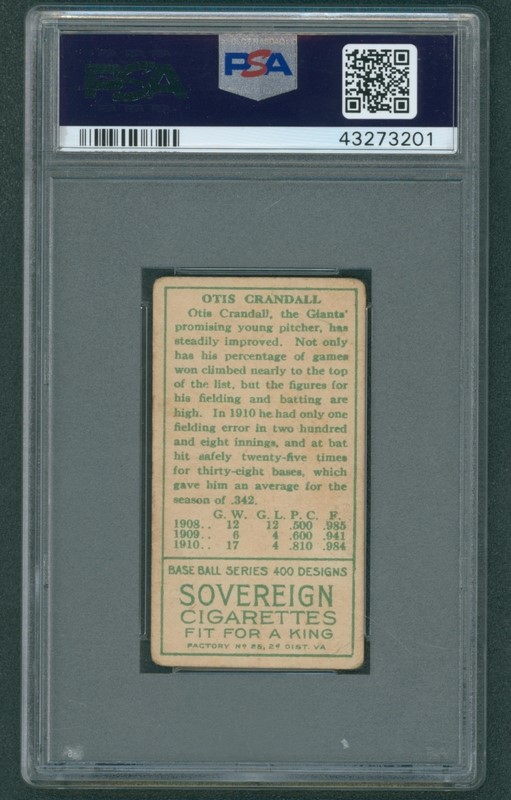 PSA
PSA
43273201
OTIS CRANDALL
Otis Crandall, the Giants'
promising young pitcher, has
steadily improved. Not only
has his percentage of games
won climbed nearly to the top
of the list, but the figures for
his fielding and batting are
high. In 1910 he had only one
fielding error in two hundred
and eight innings, and at bat
hit safely twenty-five times
for thirty-eight bases, which
gave him an average for the
season of .342.
G. W. G. L. P. C. F.
1908.. 12 12 .500 .985
1909.. 6 4 .600 .941
1910.. 17 4 .810 .984
BASE BALL SERIES 400 DESIGNS
SOVEREIGN
CIGARETTES
FIT FOR A KING
FACTORY Nº 25, 2D DIST. VA